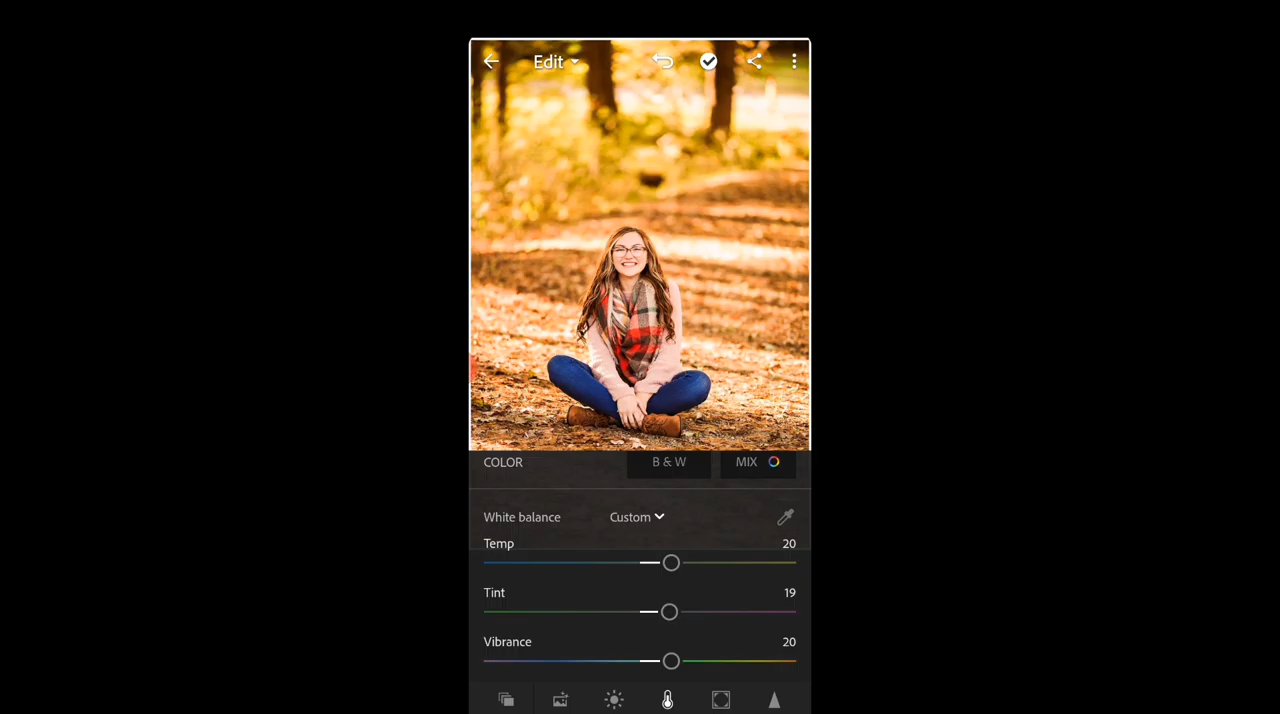 Edit
COLOR B & W MIX
White balance Custom
Temp 20
Tint 19
Vibrance 20